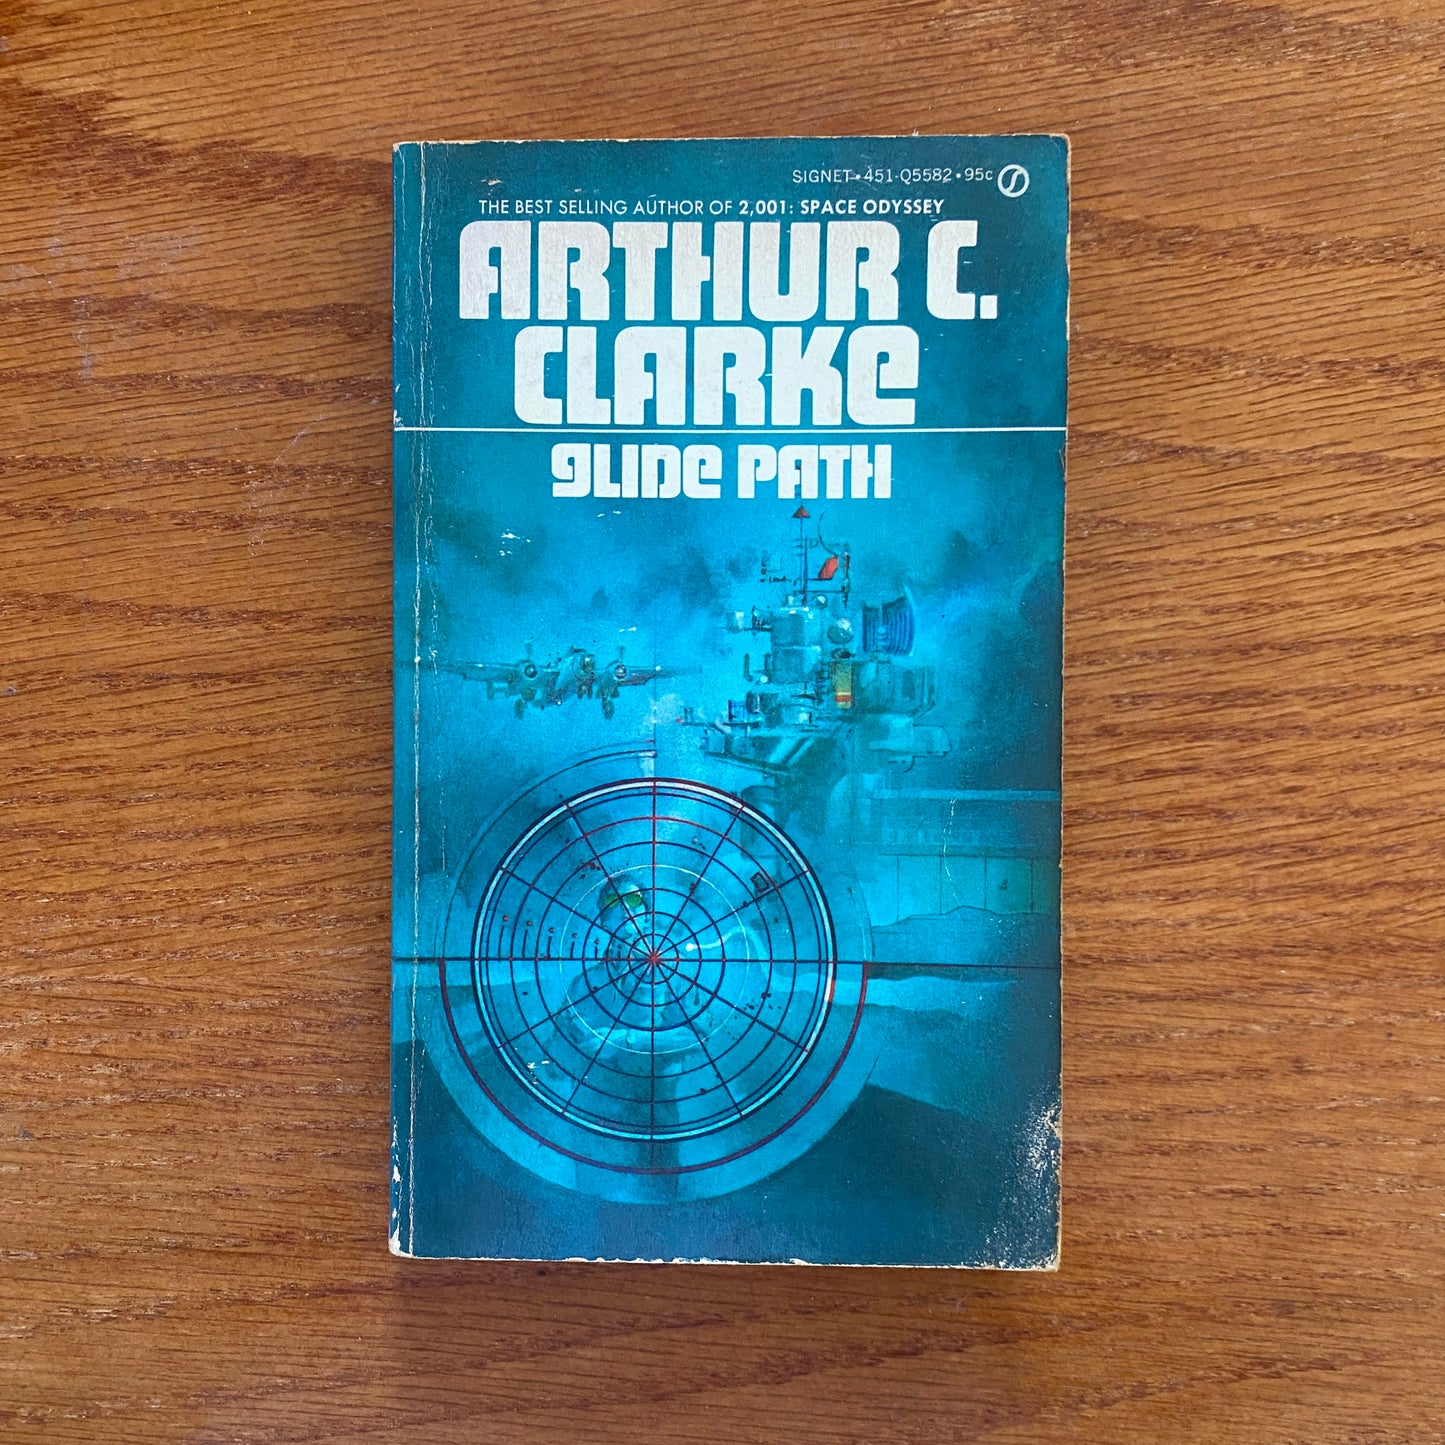 SIGNET • 451-Q5582 • 95c
THE BEST SELLING AUTHOR OF 2,001: SPACE ODYSSEY
ARTHUR C.
CLARKE
GLIDE PATH